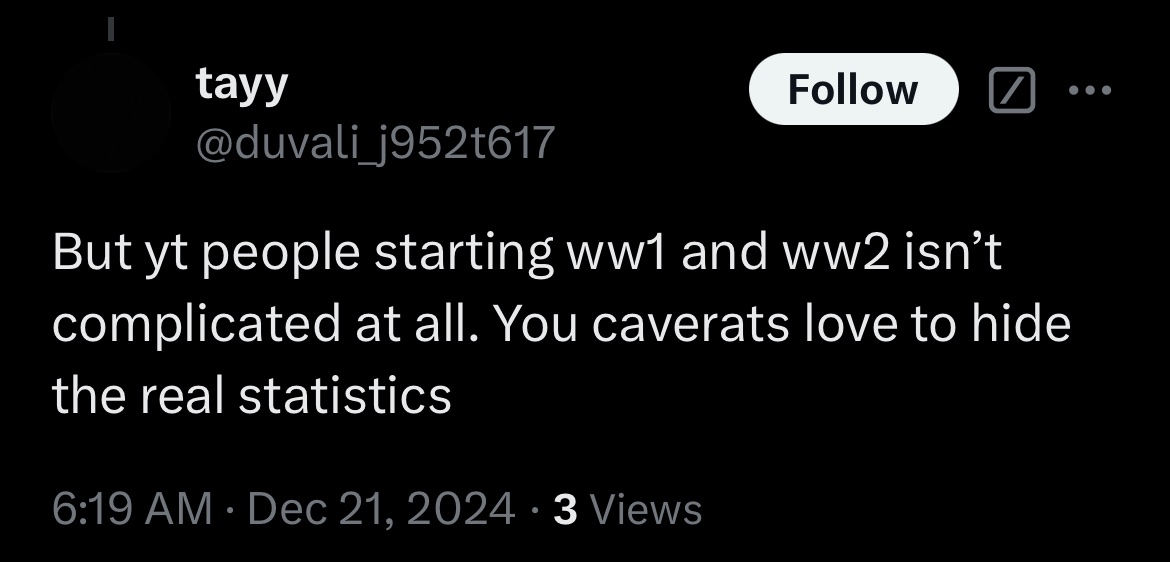 tayy
Follow
@duvali_j952t617
But yt people starting ww1 and ww2 isn’t
complicated at all. You caverats love to hide
the real statistics
6:19 AM · Dec 21, 2024 · 3 Views